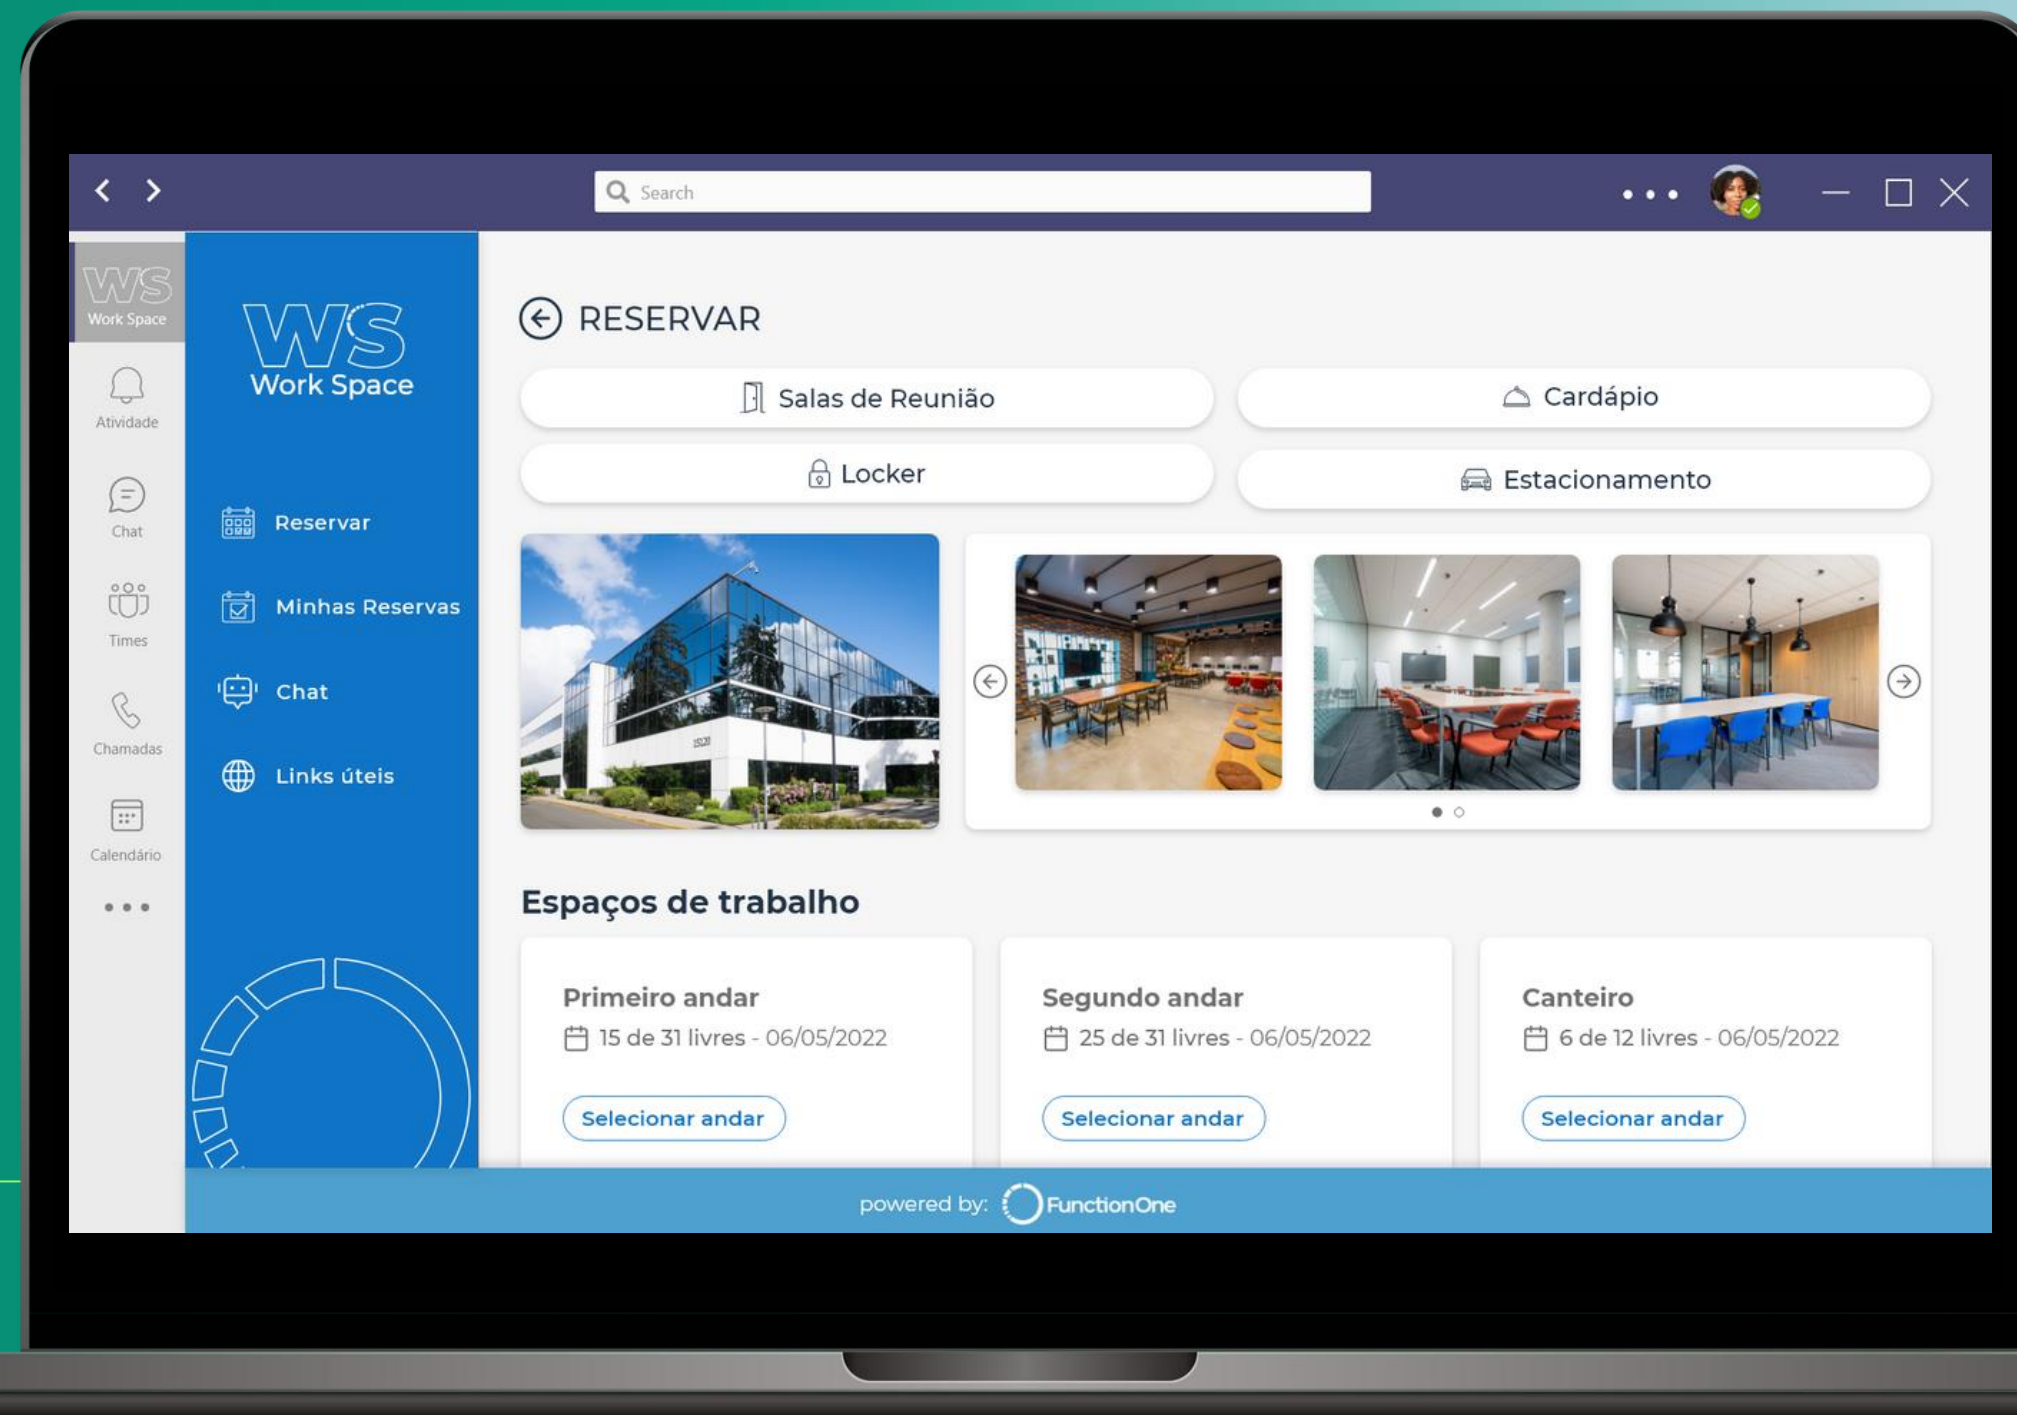 Search
WS
Work Space
Atividade
Chat
Times
Chamadas
Calendário
WS
Work Space
Reservar
Minhas Reservas
Chat
Links úteis
RESERVAR
Salas de Reunião
Cardápio
Locker
Estacionamento
15120
Espaços de trabalho
Primeiro andar
15 de 31 livres - 06/05/2022
Selecionar andar
Segundo andar
25 de 31 livres - 06/05/2022
Selecionar andar
Canteiro
6 de 12 livres - 06/05/2022
Selecionar andar
powered by: FunctionOne